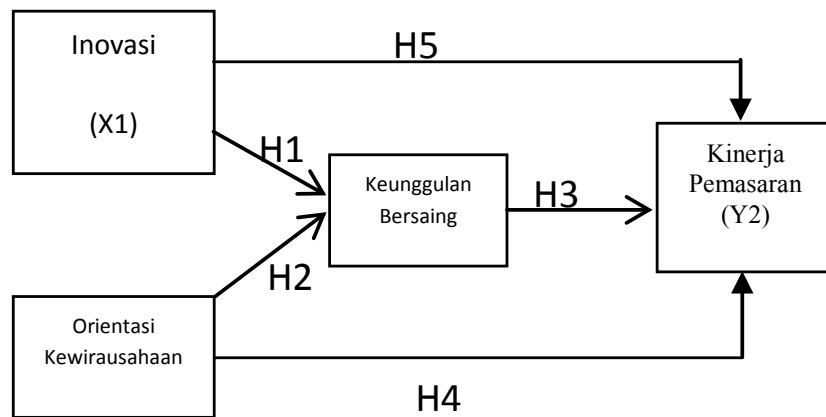 Inovasi
(X1)
H5
H1
Keunggulan
Bersaing
H3
Kinerja
Pemasaran
(Y2)
H2
Orientasi
Kewirausahaan
H4